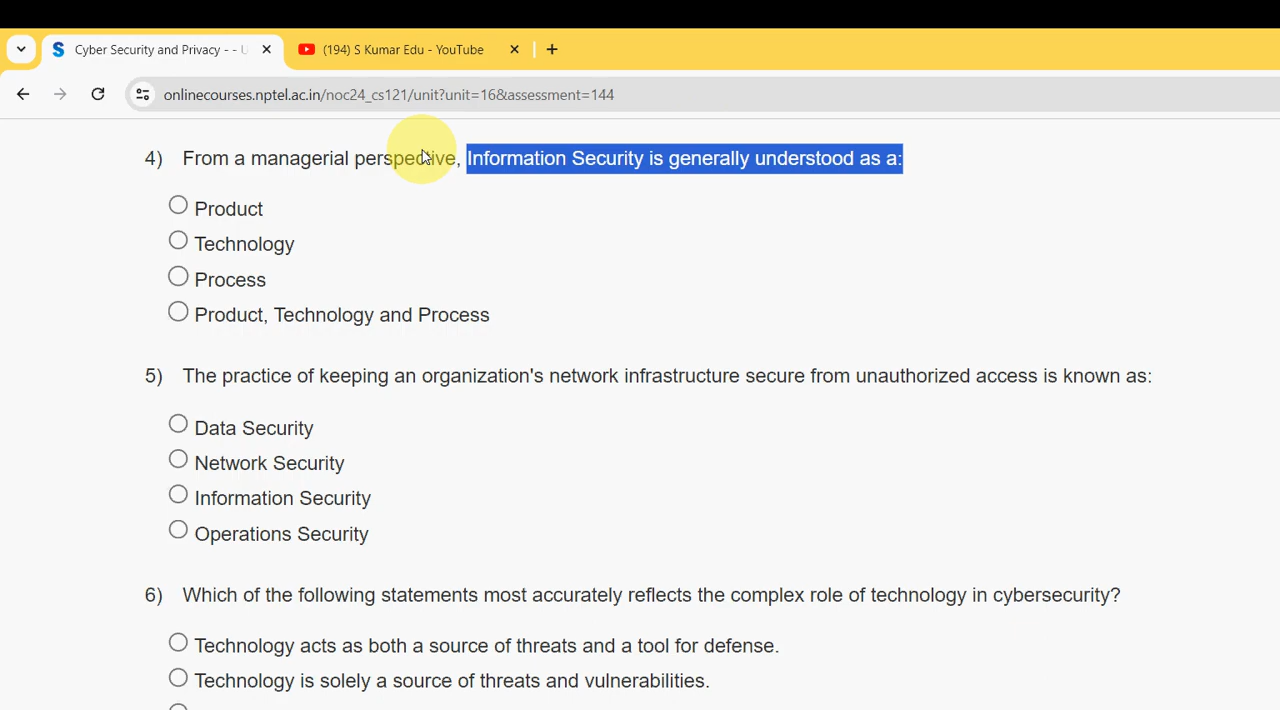 Cyber Security and Privacy - - U
(194) S Kumar Edu - YouTube
onlinecourses.nptel.ac.in/noc24_cs121/unit?unit=16&assessment=144
4) From a managerial perspective, Information Security is generally understood as a:
Product
Technology
Process
Product, Technology and Process
5) The practice of keeping an organization's network infrastructure secure from unauthorized access is known as:
Data Security
Network Security
Information Security
Operations Security
6) Which of the following statements most accurately reflects the complex role of technology in cybersecurity?
Technology acts as both a source of threats and a tool for defense.
Technology is solely a source of threats and vulnerabilities.